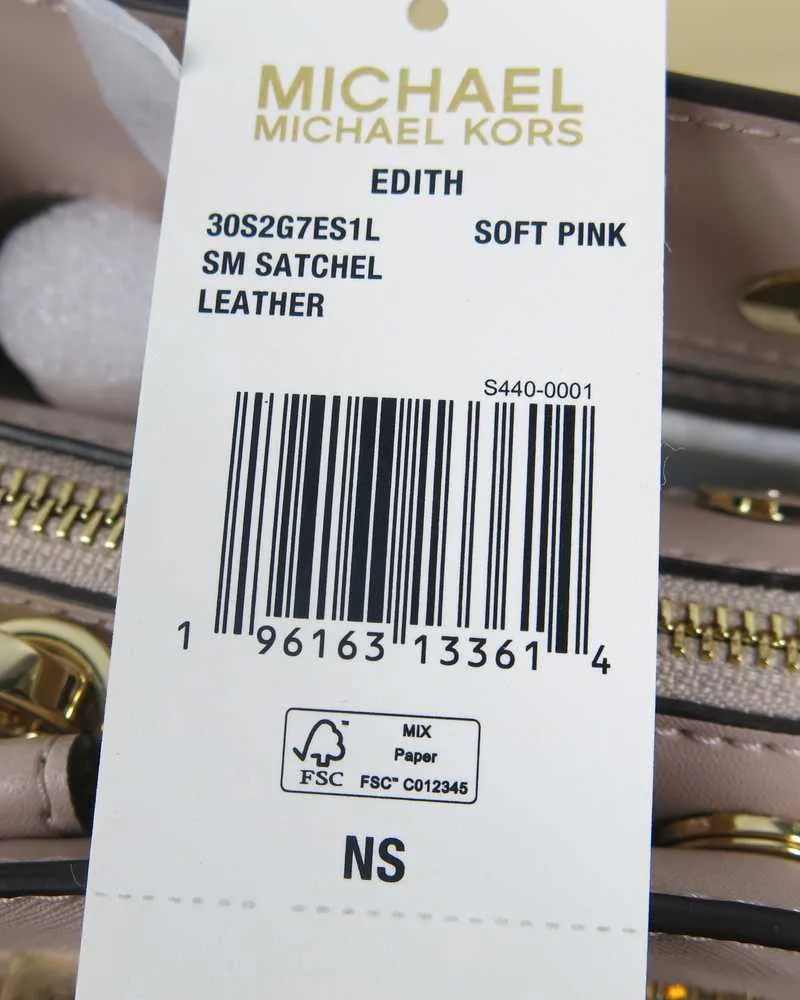 MICHAEL
MICHAEL KORS
EDITH
30S2G7ES1L SOFT PINK
SM SATCHEL
LEATHER
S440-0001
1 96163 13361 4
FSC
MIX
Paper
FSC™ C012345
NS